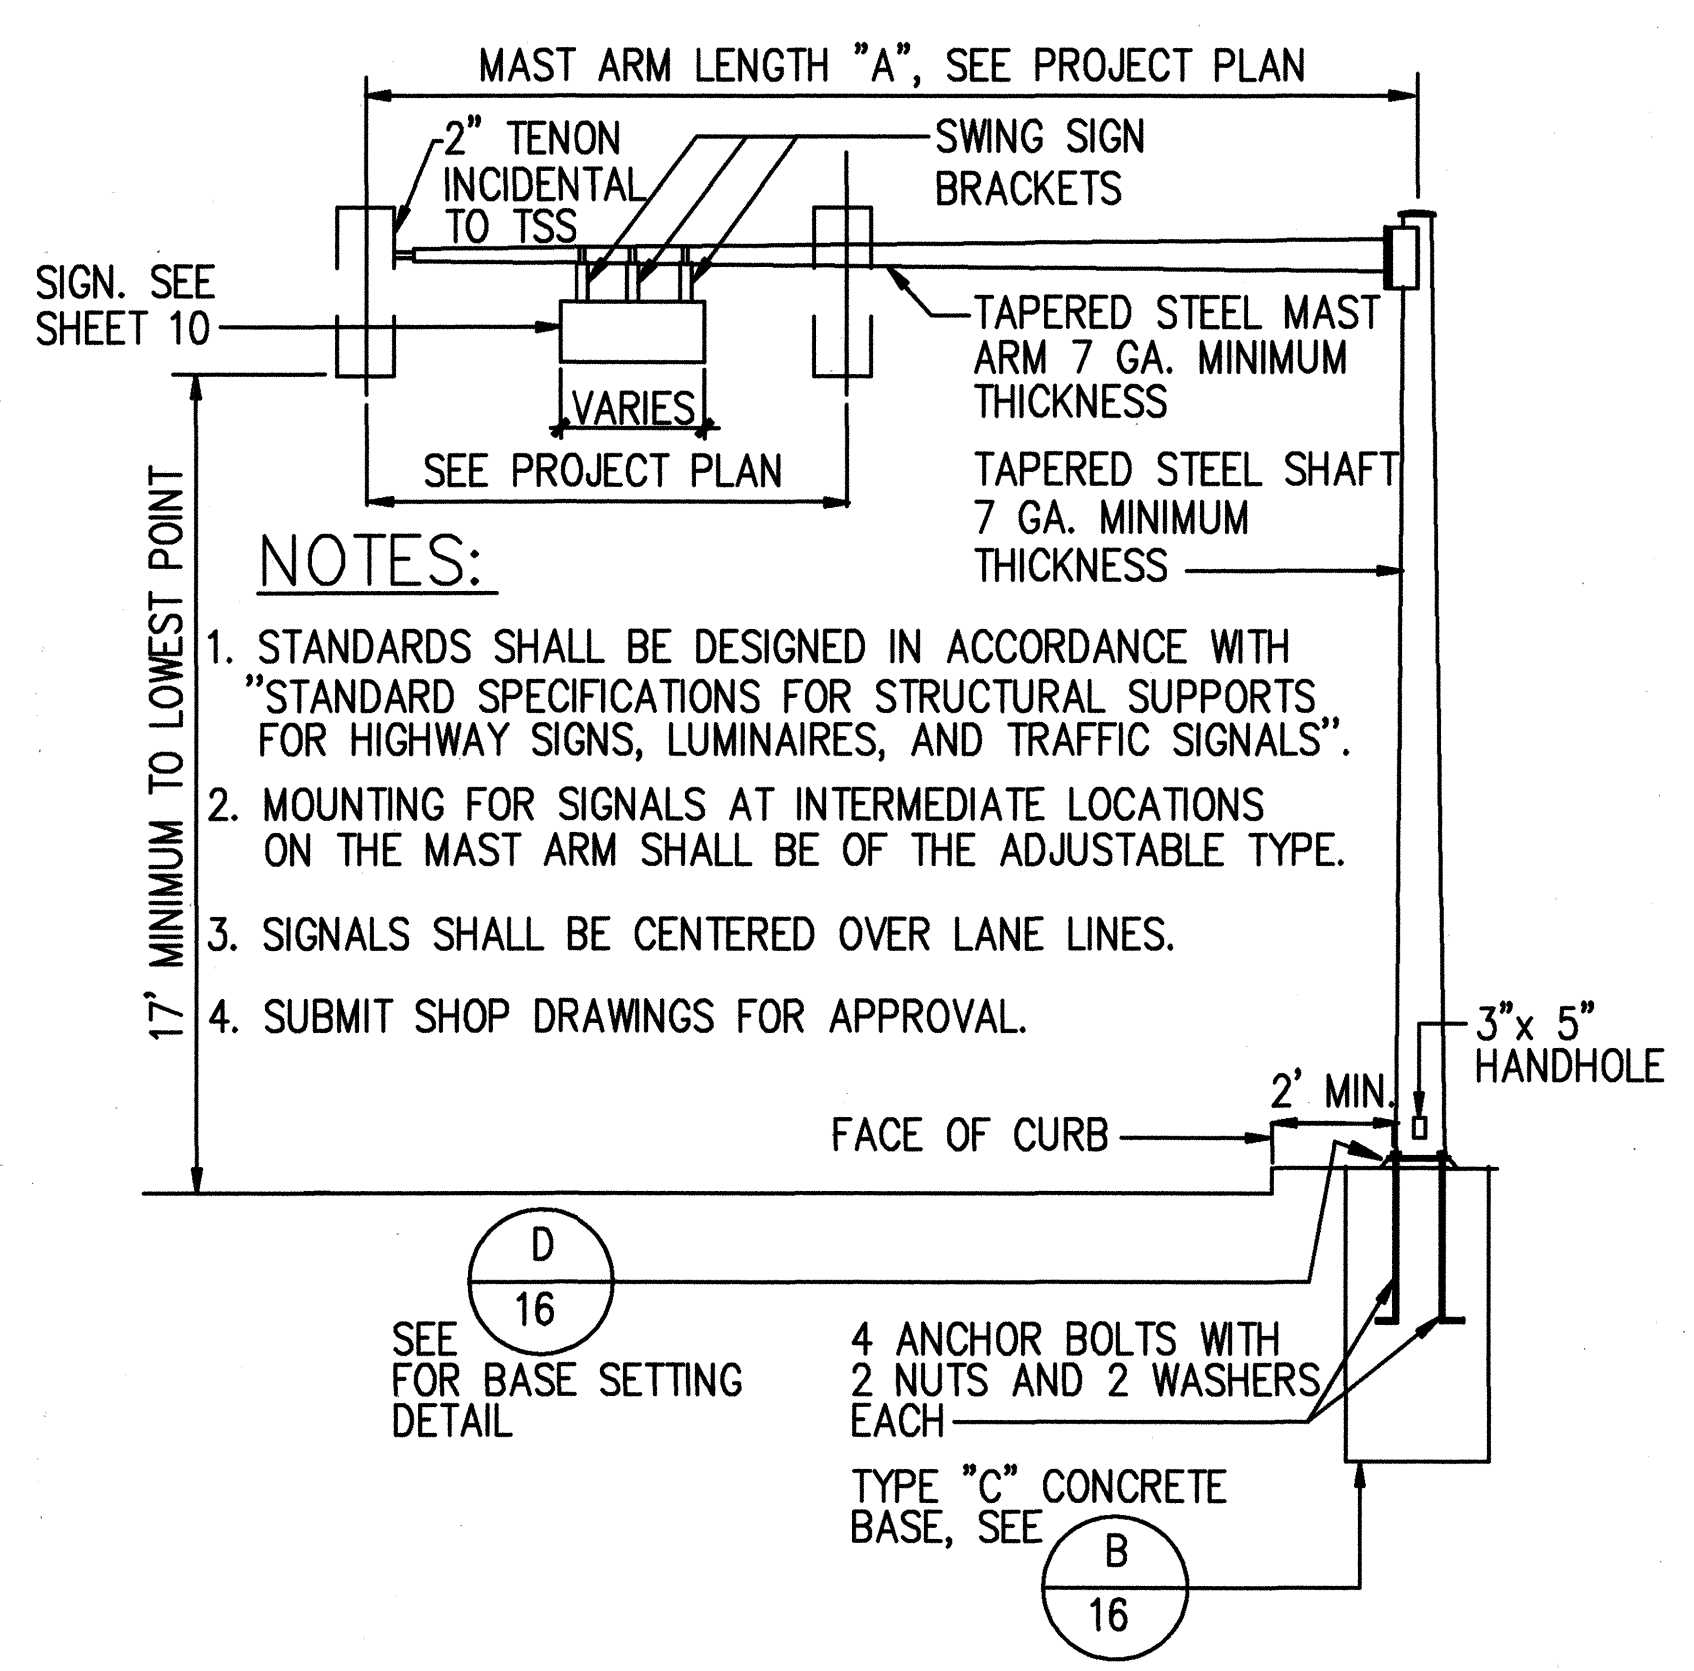 MAST ARM LENGTH "A", SEE PROJECT PLAN
2" TENON
INCIDENTAL
TO TSS
SWING SIGN
BRACKETS
SIGN. SEE
SHEET 10
TAPERED STEEL MAST
ARM 7 GA. MINIMUM
THICKNESS
VARIES
SEE PROJECT PLAN
TAPERED STEEL SHAFT
7 GA. MINIMUM
THICKNESS
17' MINIMUM TO LOWEST POINT
NOTES:
1. STANDARDS SHALL BE DESIGNED IN ACCORDANCE WITH
"STANDARD SPECIFICATIONS FOR STRUCTURAL SUPPORTS
FOR HIGHWAY SIGNS, LUMINAIRES, AND TRAFFIC SIGNALS".
2. MOUNTING FOR SIGNALS AT INTERMEDIATE LOCATIONS
ON THE MAST ARM SHALL BE OF THE ADJUSTABLE TYPE.
3. SIGNALS SHALL BE CENTERED OVER LANE LINES.
4. SUBMIT SHOP DRAWINGS FOR APPROVAL.
3"x 5"
HANDHOLE
2' MIN.
FACE OF CURB
D
16
SEE
FOR BASE SETTING
DETAIL
4 ANCHOR BOLTS WITH
2 NUTS AND 2 WASHERS
EACH
TYPE "C" CONCRETE
BASE, SEE
B
16